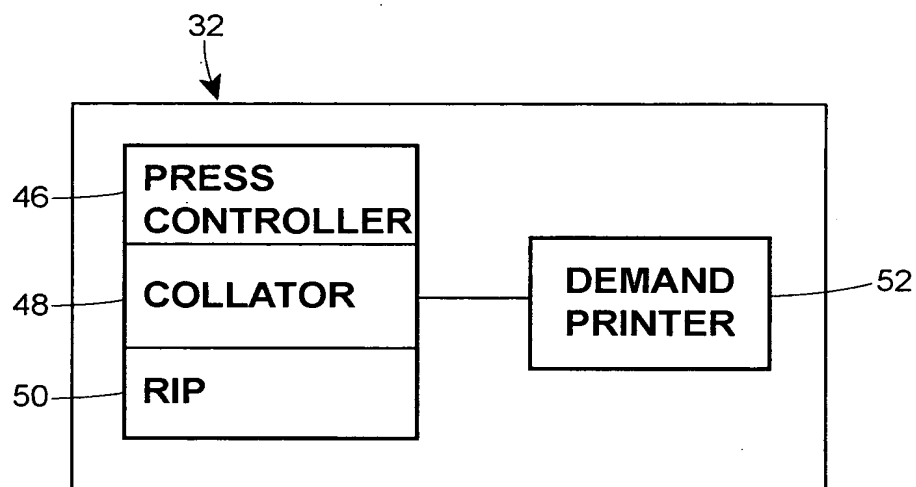 32
46
PRESS
CONTROLLER
48
COLLATOR
50
RIP
DEMAND
PRINTER
52